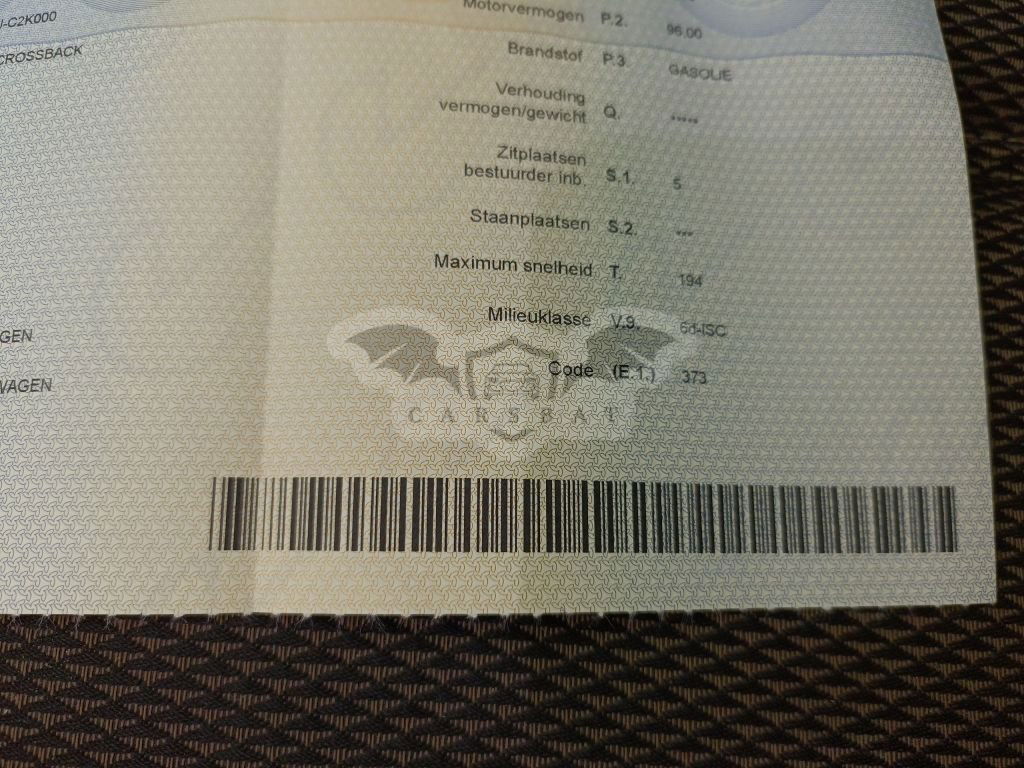 J-C2K000
CROSSBACK
GEN
WAGEN
Motorvermogen P.2. 96.00
Brandstof P.3. GASOLIE
Verhouding
vermogen/gewicht Q. *****
Zitplaatsen
bestuurder inb. S.1. 5
Staanplaatsen S.2. ***
Maximum snelheid T. 194
Milieuklasse V.9. 6d-ISC
Code (E.1.) 373
CARSBAT